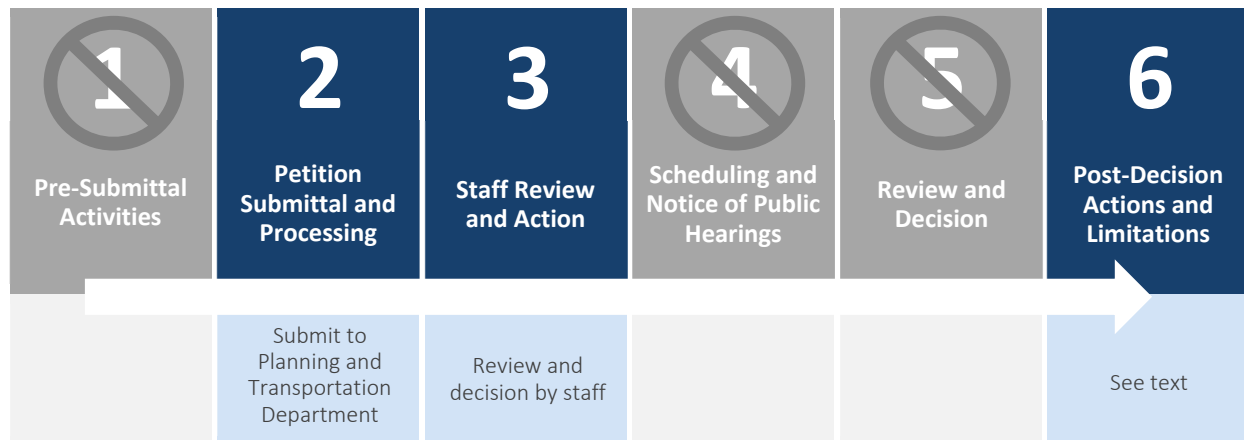 1
Pre-Submittal
Activities
2
Petition
Submittal and
Processing
Submit to
Planning and
Transportation
Department
3
Staff Review
and Action
Review and
decision by staff
4
Scheduling and
Notice of Public
Hearings
5
Review and
Decision
6
Post-Decision
Actions and
Limitations
See text